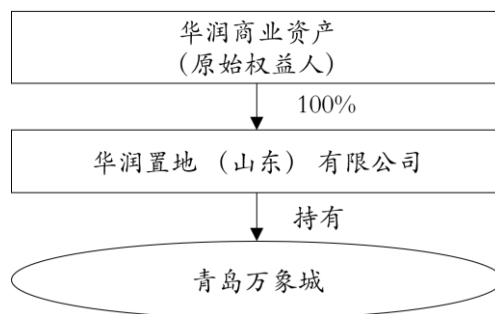 华润商业资产
（原始权益人）
100%
华润置地 （山东） 有限公司
持有
青岛万象城